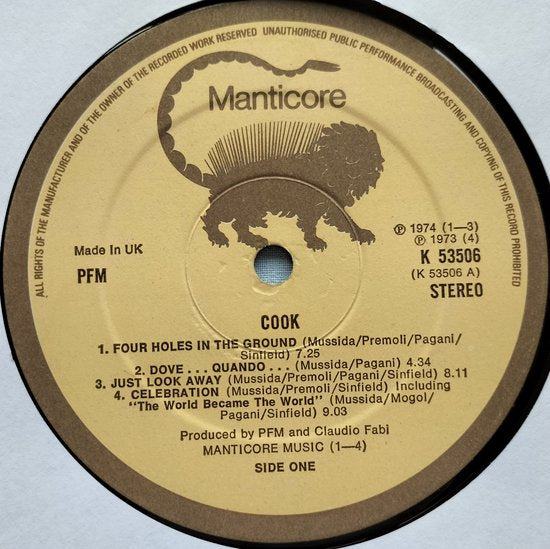 ALL RIGHTS OF THE MANUFACTURER AND OF THE OWNER OF THE RECORDED WORK RESERVED UNAUTHORISED PUBLIC PERFORMANCE BROADCASTING AND COPYING OF THIS RECORD PROHIBITED
Manticore
Made In UK
PFM
℗ 1974 (1—3)
℗ 1973 (4)
K 53506
(K 53506 A)
STEREO
COOK
1. FOUR HOLES IN THE GROUND (Mussida/Premoli/Pagani/
Sinfield) 7.25
2. DOVE . . . QUANDO . . . (Mussida/Pagani) 4.34
3. JUST LOOK AWAY (Mussida/Premoli/Pagani/Sinfield) 8.11
4. CELEBRATION (Mussida/Premoli/Sinfield) Including
"The World Became The World" (Mussida/Mogol/
Pagani/Sinfield) 9.03
Produced by PFM and Claudio Fabi
MANTICORE MUSIC (1—4)
SIDE ONE